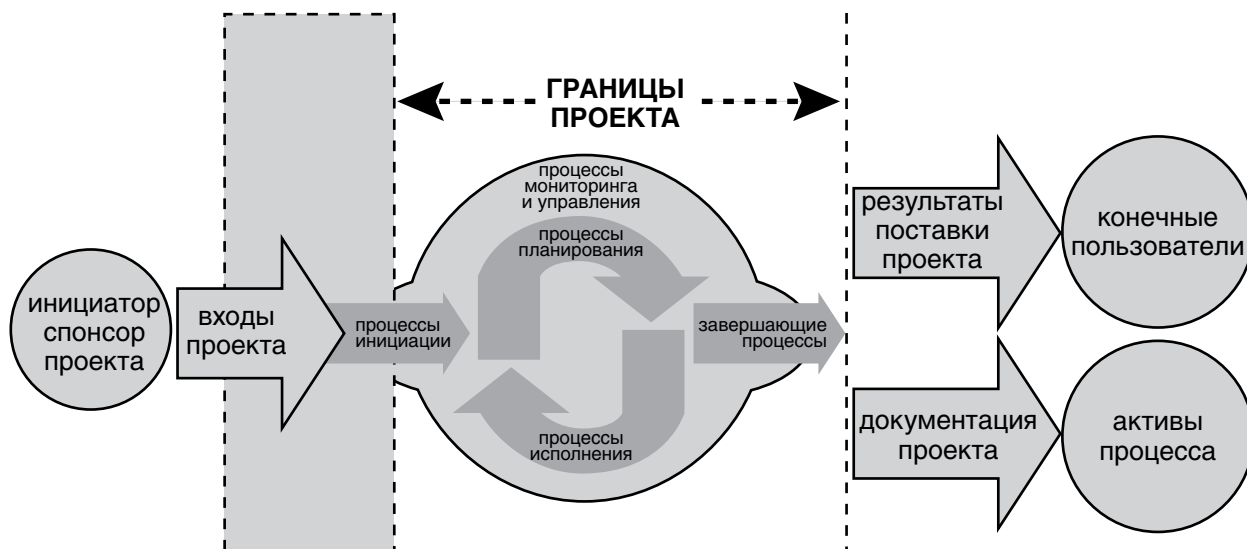 ГРАНИЦЫ
ПРОЕКТА
инициатор
спонсор
проекта
входы
проекта
процессы
инициации
процессы
мониторинга
и управления
процессы
планирования
процессы
исполнения
завершающие
процессы
результаты
поставки
проекта
конечные
пользователи
документация
проекта
активы
процесса